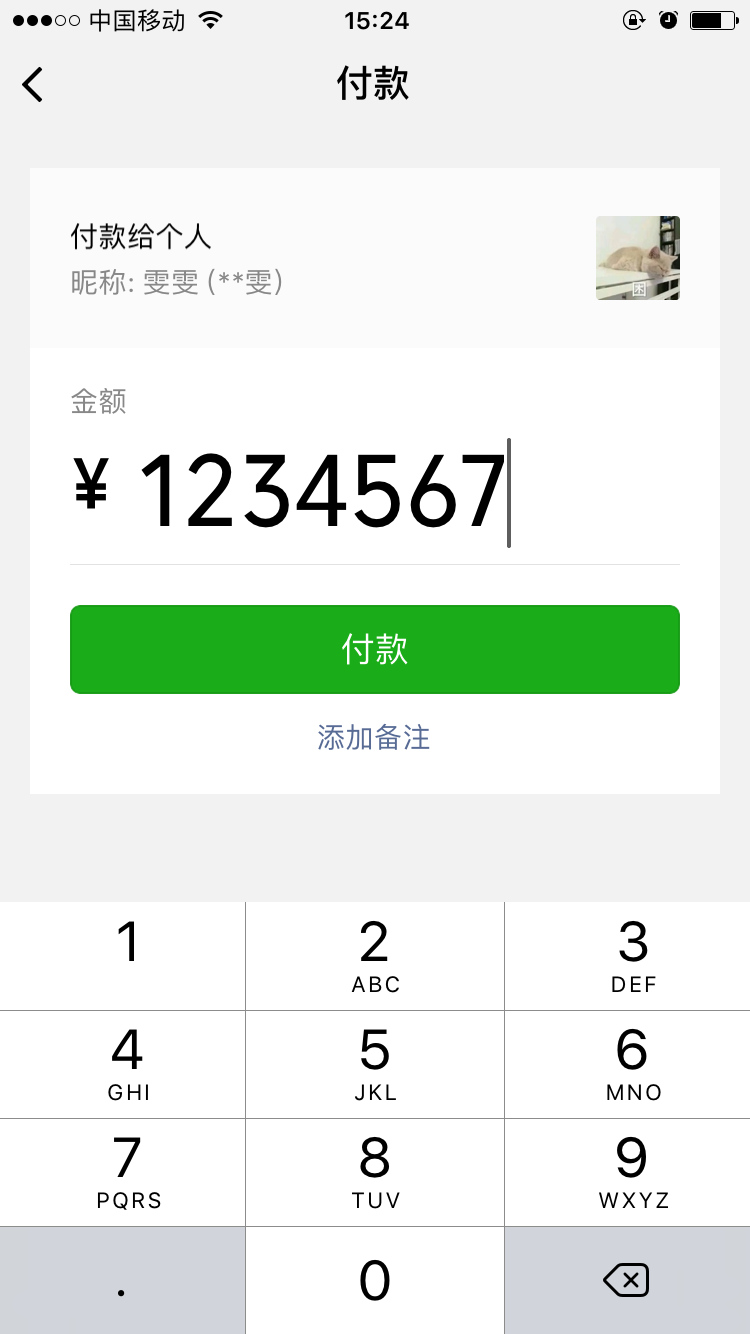 中国移动 15:24
付款
付款给个人
昵称: 雯雯 (**雯)
困
金额
¥ 1234567
付款
添加备注
1 2 3
ABC DEF
4 5 6
GHI JKL MNO
7 8 9
PQRS TUV WXYZ
. 0